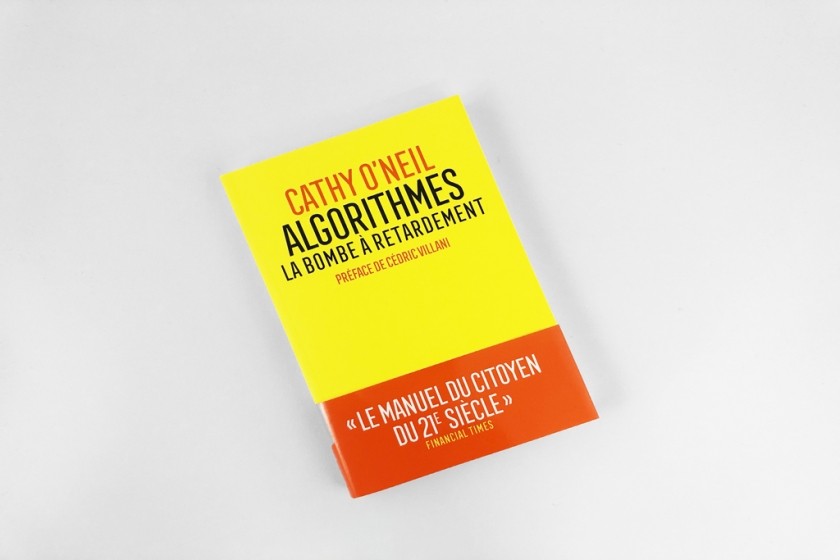 CATHY O'NEIL
ALGORITHMES
LA BOMBE À RETARDEMENT
PRÉFACE DE CÉDRIC VILLANI
« LE MANUEL DU CITOYEN
DU 21E SIÈCLE »
FINANCIAL TIMES